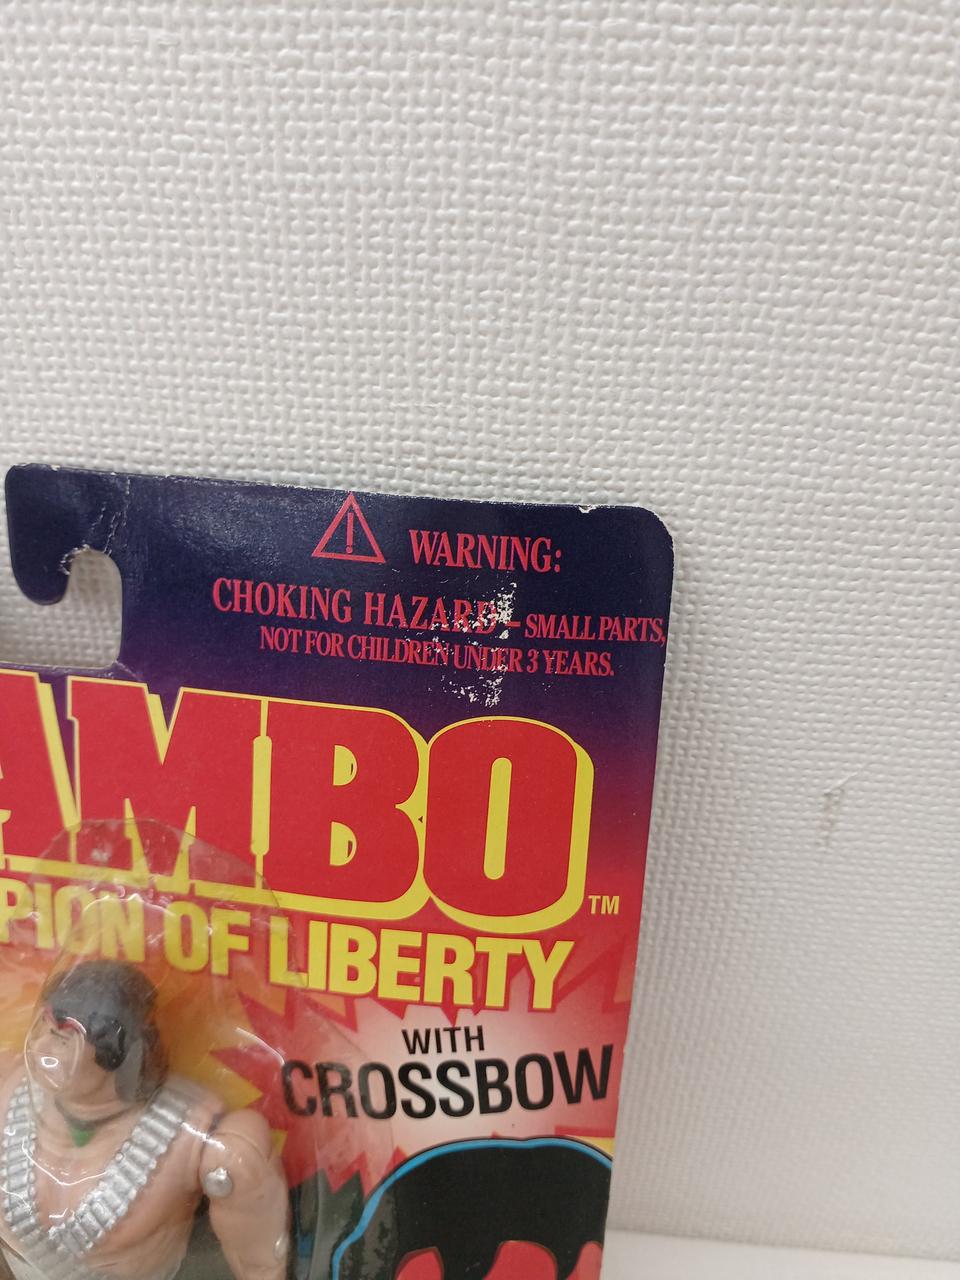 WARNING:
CHOKING HAZARD – SMALL PARTS,
NOT FOR CHILDREN UNDER 3 YEARS.
AMBO TM
PION OF LIBERTY
WITH
CROSSBOW